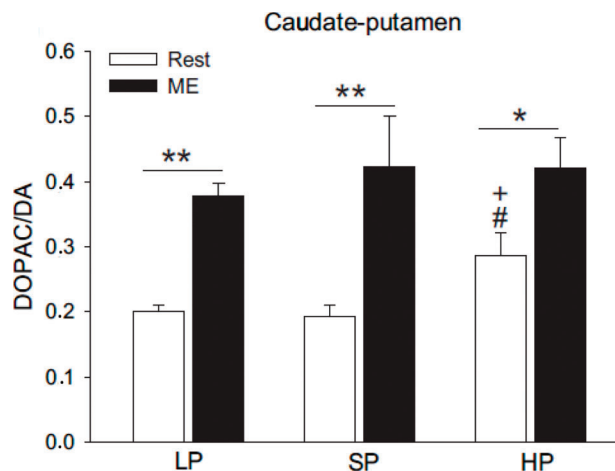 Caudate-putamen
Rest
ME
DOPAC/DA
0.6
0.5
0.4
0.3
0.2
0.1
0.0
**
**
*
+
#
LP
SP
HP